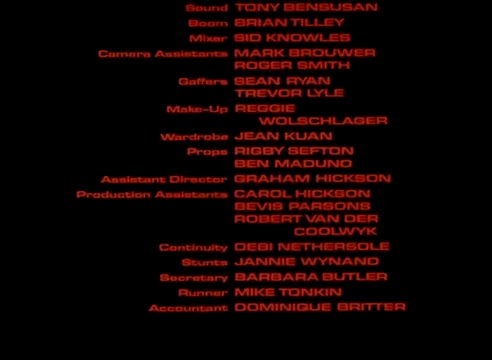 Sound TONY BENSUSAN
Boom BRIAN TILLEY
Mixer SID KNOWLES
Camera Assistants MARK BROUWER
ROGER SMITH
Gaffers SEAN RYAN
TREVOR LYLE
Make-Up REGGIE
WOLSCHLAGER
Wardrobe JEAN KUAN
Props RIGBY SEFTON
BEN MADUNO
Assistant Director GRAHAM HICKSON
Production Assistants CAROL HICKSON
BEVIS PARSONS
ROBERT VAN DER
COOLWYK
Continuity DEBI NETHERSOLE
Stunts JANNIE WYNAND
Secretary BARBARA BUTLER
Runner MIKE TONKIN
Accountant DOMINIQUE BRITTER